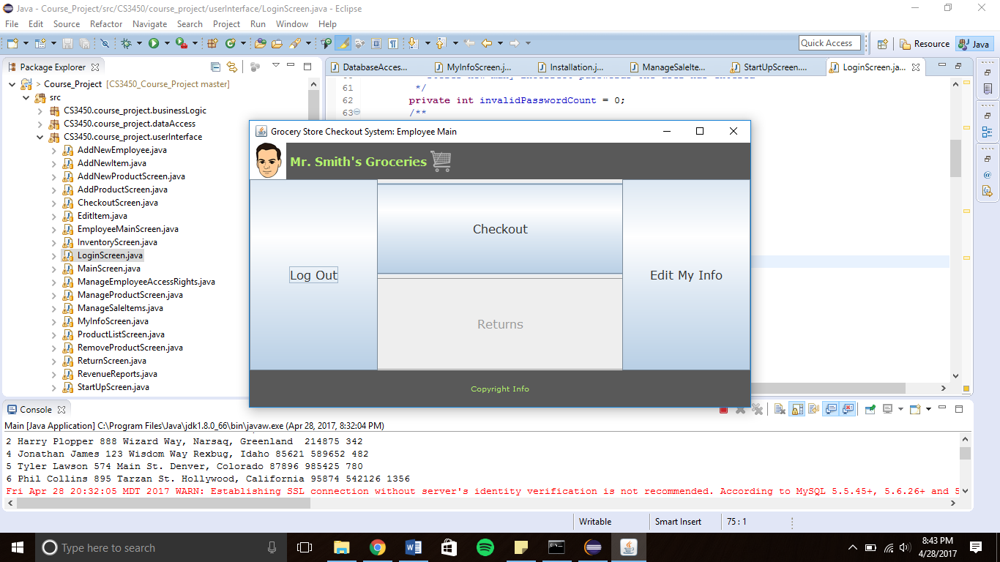 Java - Course_Project/src/CS3450/course_project/userInterface/LoginScreen.java - Eclipse
File Edit Source Refactor Navigate Search Project Run Window Help
Quick Access
Resource
Java
Package Explorer
DatabaseAcces...
MyInfoScreen.j...
Installation.j...
ManageSaleIte...
StartUpScreen....
LoginScreen.ja...
> Course_Project [CS3450_Course_Project master]
src
CS3450.course_project.businessLogic
CS3450.course_project.dataAccess
CS3450.course_project.userInterface
AddNewEmployee.java
AddNewItem.java
AddNewProductScreen.java
AddProductScreen.java
CheckoutScreen.java
EditItem.java
EmployeeMainScreen.java
InventoryScreen.java
LoginScreen.java
MainScreen.java
ManageEmployeeAccessRights.java
ManageProductScreen.java
ManageSaleItems.java
MyInfoScreen.java
ProductListScreen.java
RemoveProductScreen.java
ReturnScreen.java
RevenueReports.java
StartUpScreen.java
61 */
62 private int invalidPasswordCount = 0;
63 /**
Grocery Store Checkout System: Employee Main
Mr. Smith's Groceries
Log Out
Checkout
Returns
Edit My Info
Copyright Info
Console
Main [Java Application] C:\Program Files\Java\jdk1.8.0_66\bin\javaw.exe (Apr 28, 2017, 8:32:04 PM)
2 Harry Plopper 888 Wizard Way, Narsaq, Greenland  214875 342
4 Jonathan James 123 Wisdom Way Rexbug, Idaho 85621 589652 482
5 Tyler Lawson 574 Main St. Denver, Colorado 87896 985425 780
6 Phil Collins 895 Tarzan St. Hollywood, California 95874 542126 1356
Fri Apr 28 20:32:05 MDT 2017 WARN: Establishing SSL connection without server's identity verification is not recommended. According to MySQL 5.5.45+, 5.6.26+ and 5
Writable
Smart Insert
75 : 1
Type here to search
8:43 PM
4/28/2017